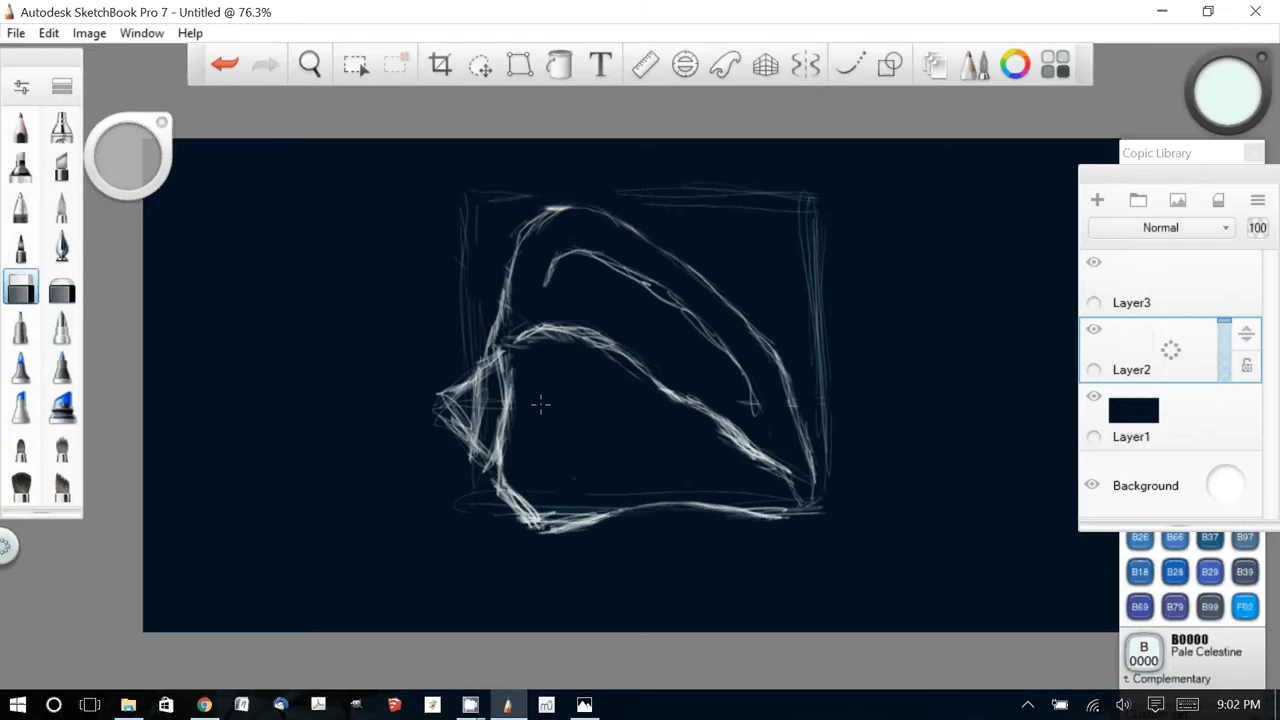 Autodesk SketchBook Pro 7 - Untitled @ 76.3%
File Edit Image Window Help
T
Copic Library
Normal 100
Layer3
Layer2
Layer1
Background
B26 B66 B37 B97
B18 B28 B29 B39
B69 B79 B99 FB2
B
0000
B0000
Pale Celestine
1. Complementary
9:02 PM